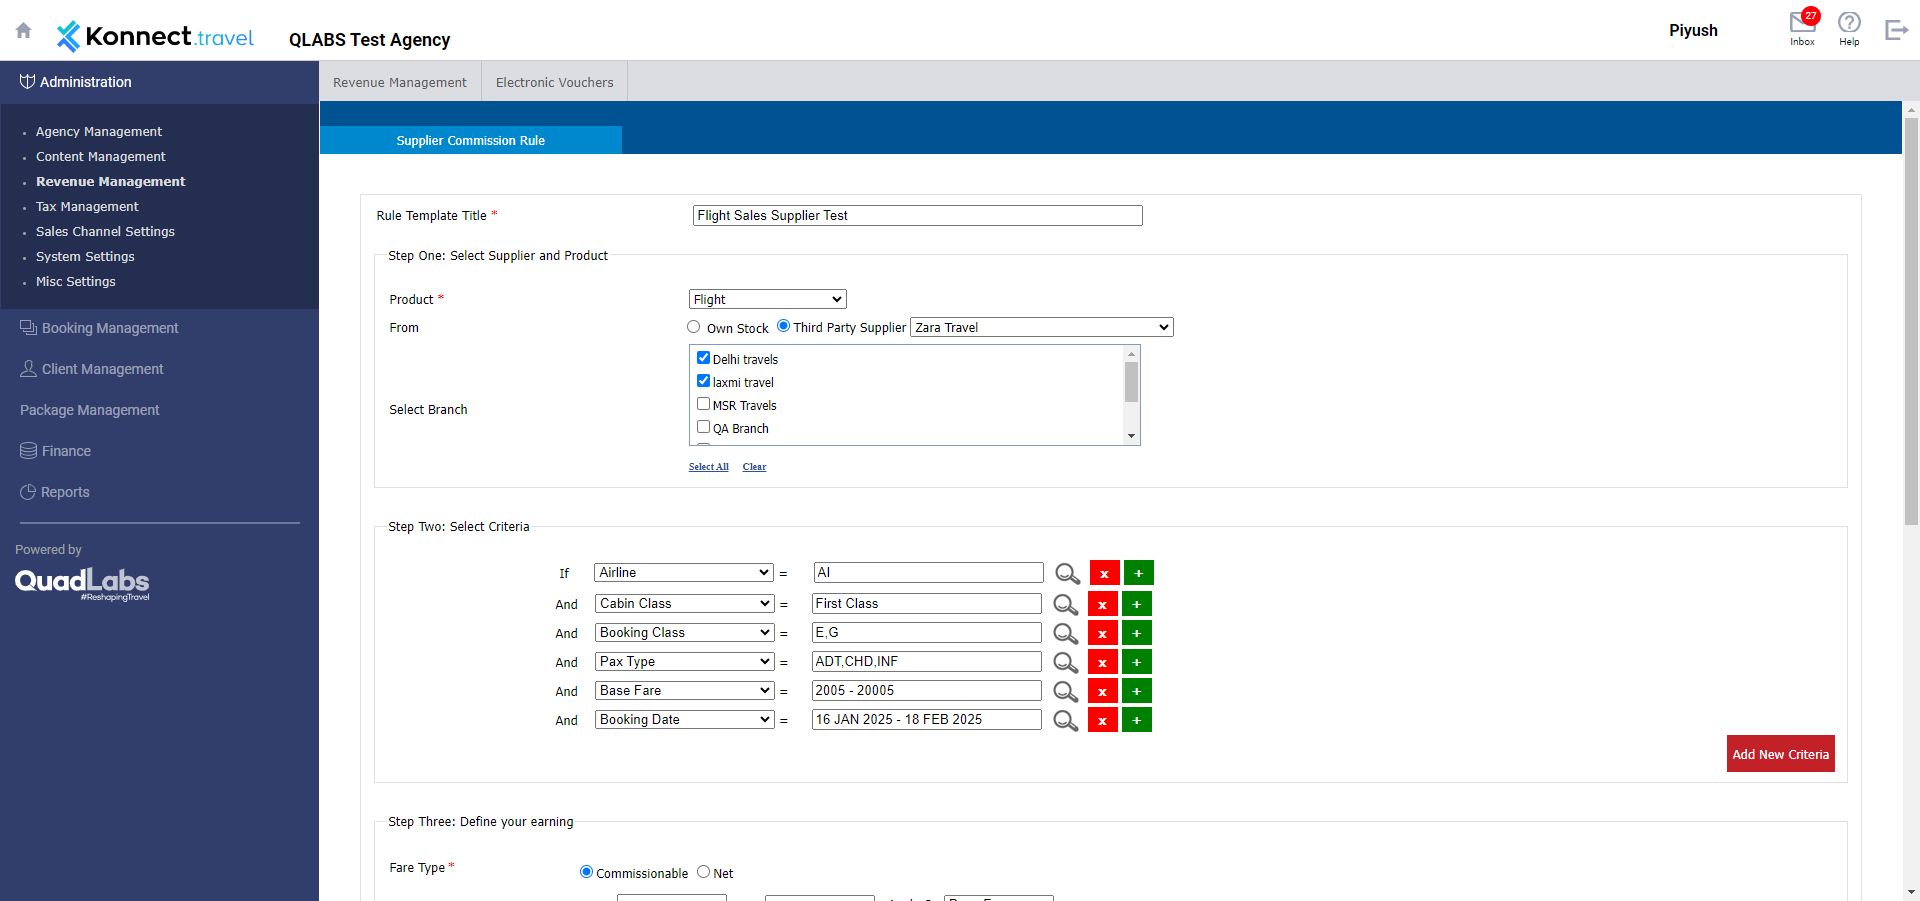 Konnect.travel
QLABS Test Agency
Piyush
27
Inbox
Help
Administration
Agency Management
Content Management
Revenue Management
Tax Management
Sales Channel Settings
System Settings
Misc Settings
Booking Management
Client Management
Package Management
Finance
Reports
Powered by
QuadLabs
#ReshapingTravel
Revenue Management
Electronic Vouchers
Supplier Commission Rule
Rule Template Title * Flight Sales Supplier Test
Step One: Select Supplier and Product
Product * Flight
From Own Stock Third Party Supplier Zara Travel
Select Branch
Delhi travels
laxmi travel
MSR Travels
QA Branch
Select All Clear
Step Two: Select Criteria
If Airline = AI x +
And Cabin Class = First Class x +
And Booking Class = E,G x +
And Pax Type = ADT,CHD,INF x +
And Base Fare = 2005 - 20005 x +
And Booking Date = 16 JAN 2025 - 18 FEB 2025 x +
Add New Criteria
Step Three: Define your earning
Fare Type * Commissionable Net